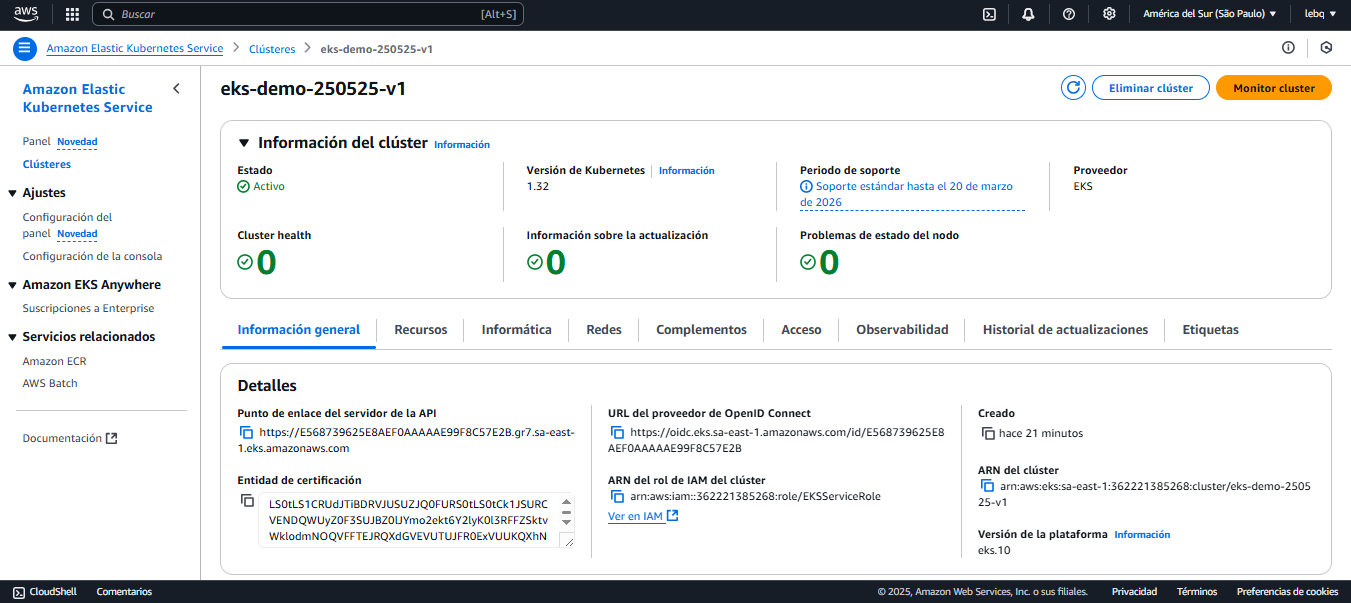 aws
Buscar
[Alt+S]
América del Sur (São Paulo)
lebq
Amazon Elastic Kubernetes Service
Clústeres
eks-demo-250525-v1
Amazon Elastic
Kubernetes Service
Panel Novedad
Clústeres
Ajustes
Configuración del
panel Novedad
Configuración de la consola
Amazon EKS Anywhere
Suscripciones a Enterprise
Servicios relacionados
Amazon ECR
AWS Batch
Documentación
eks-demo-250525-v1
Eliminar clúster
Monitor cluster
Información del clúster Información
Estado
Activo
Versión de Kubernetes Información
1.32
Periodo de soporte
Soporte estándar hasta el 20 de marzo
de 2026
Proveedor
EKS
Cluster health
0
Información sobre la actualización
0
Problemas de estado del nodo
0
Información general
Recursos
Informática
Redes
Complementos
Acceso
Observabilidad
Historial de actualizaciones
Etiquetas
Detalles
Punto de enlace del servidor de la API
https://E568739625E8AEF0AAAAAE99F8C57E2B.gr7.sa-east-
1.eks.amazonaws.com
Entidad de certificación
LS0tLS1CRUdJTiBDRVJUSUZJQ0FURS0tLS0tCk1JSURC
VENDQWUyZ0F3SUJBZ0lJYmo2ekt6Y2lyK0l3RFFZSktv
WklodmNOQVFFTEJRQXdGVEVUTUJFR0ExVUUKQXhN
URL del proveedor de OpenID Connect
https://oidc.eks.sa-east-1.amazonaws.com/id/E568739625E8
AEF0AAAAAE99F8C57E2B
ARN del rol de IAM del clúster
arn:aws:iam::362221385268:role/EKSServiceRole
Ver en IAM
Creado
hace 21 minutos
ARN del clúster
arn:aws:eks:sa-east-1:362221385268:cluster/eks-demo-2505
25-v1
Versión de la plataforma Información
eks.10
CloudShell
Comentarios
© 2025, Amazon Web Services, Inc. o sus filiales.
Privacidad
Términos
Preferencias de cookies